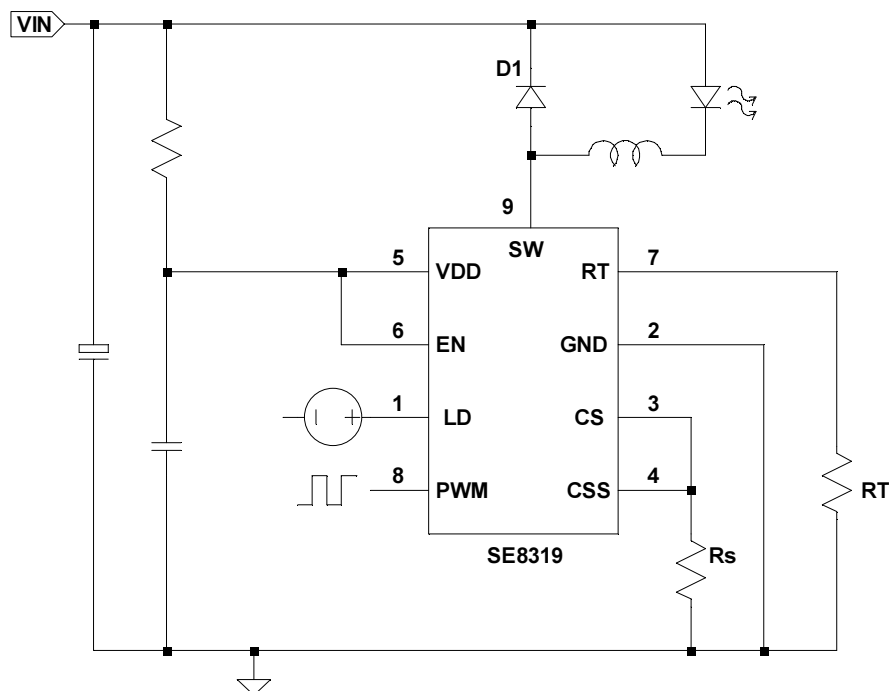 VIN
D1
9
SW
5 VDD RT 7
6 EN GND 2
1 LD CS 3
8 PWM CSS 4
RT
SE8319
Rs